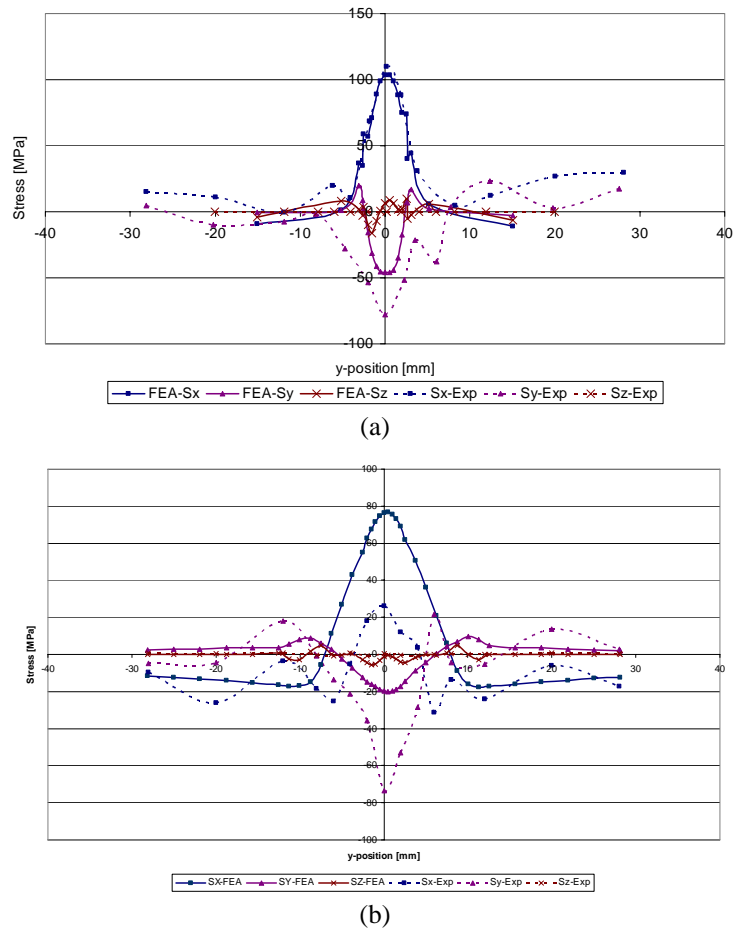 150
100
50
0
-50
-100
-40 -30 -20 -10 0 10 20 30 40
Stress [MPa]
y-position [mm]
FEA-Sx FEA-Sy FEA-Sz Sx-Exp Sy-Exp Sz-Exp
(a)
100
80
60
40
20
0
-20
-40
-60
-80
-100
-40 -30 -20 -10 0 10 20 30 40
Stress [MPa]
y-position [mm]
SX-FEA SY-FEA SZ-FEA Sx-Exp Sy-Exp Sz-Exp
(b)